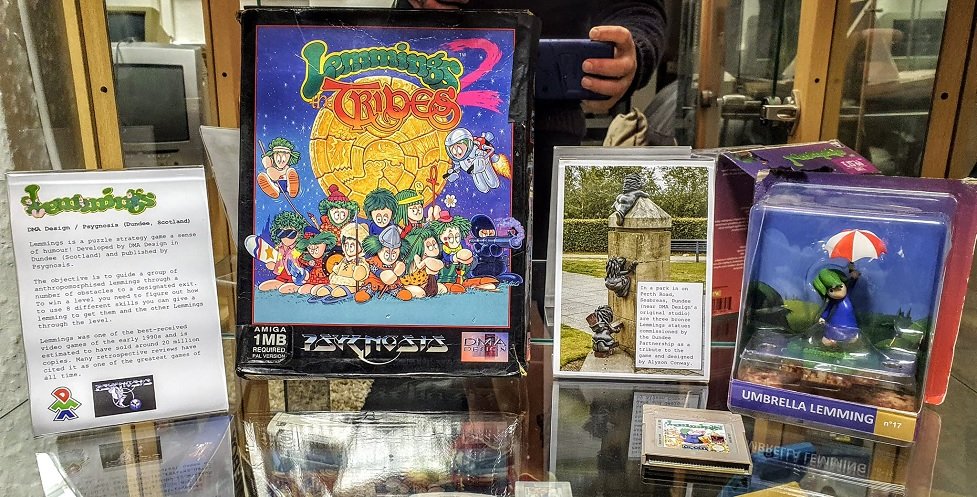 Lemmings
DMA Design / Psygnosis (Dundee, Scotland)
Lemmings is a puzzle strategy game a sense
of humour! Developed by DMA Design in
Dundee (Scotland) and published by
Psygnosis.
The objective is to guide a group of
anthropomorphised lemmings through a
number of obstacles to a designated exit.
To win a level you need to figure out how
to use 8 different skills you can give a
lemming to get them and the other Lemmings
through the level.
Lemmings was one of the best-received
video games of the early 1990s and is
estimated to have sold around 20 million
copies. Many retrospective reviews have
cited it as one of the greatest games of
all time.
Lemmings 2
The
TRIBES
AMIGA
1MB
REQUIRED
PAL VERSION
PSYGNOSIS
DMA
DESIGN
In a park in on
Perth Road,
Seabraes, Dundee
(near DMA Design's
original studio)
are three bronze
Lemmings statues
commissioned by
the Dundee
Partnership as a
tribute to the
game and designed
by Alyson Conway.
UMBRELLA LEMMING n°17
Lemmings
UMBRELLA LEMMING